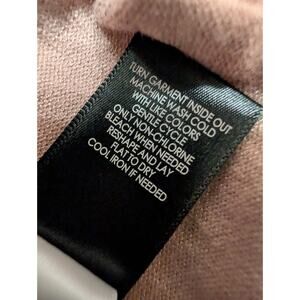 TURN GARMENT INSIDE OUT
MACHINE WASH COLD
WITH LIKE COLORS
GENTLE CYCLE
ONLY NON-CHLORINE
BLEACH WHEN NEEDED
RESHAPE AND LAY
FLAT TO DRY
COOL IRON IF NEEDED